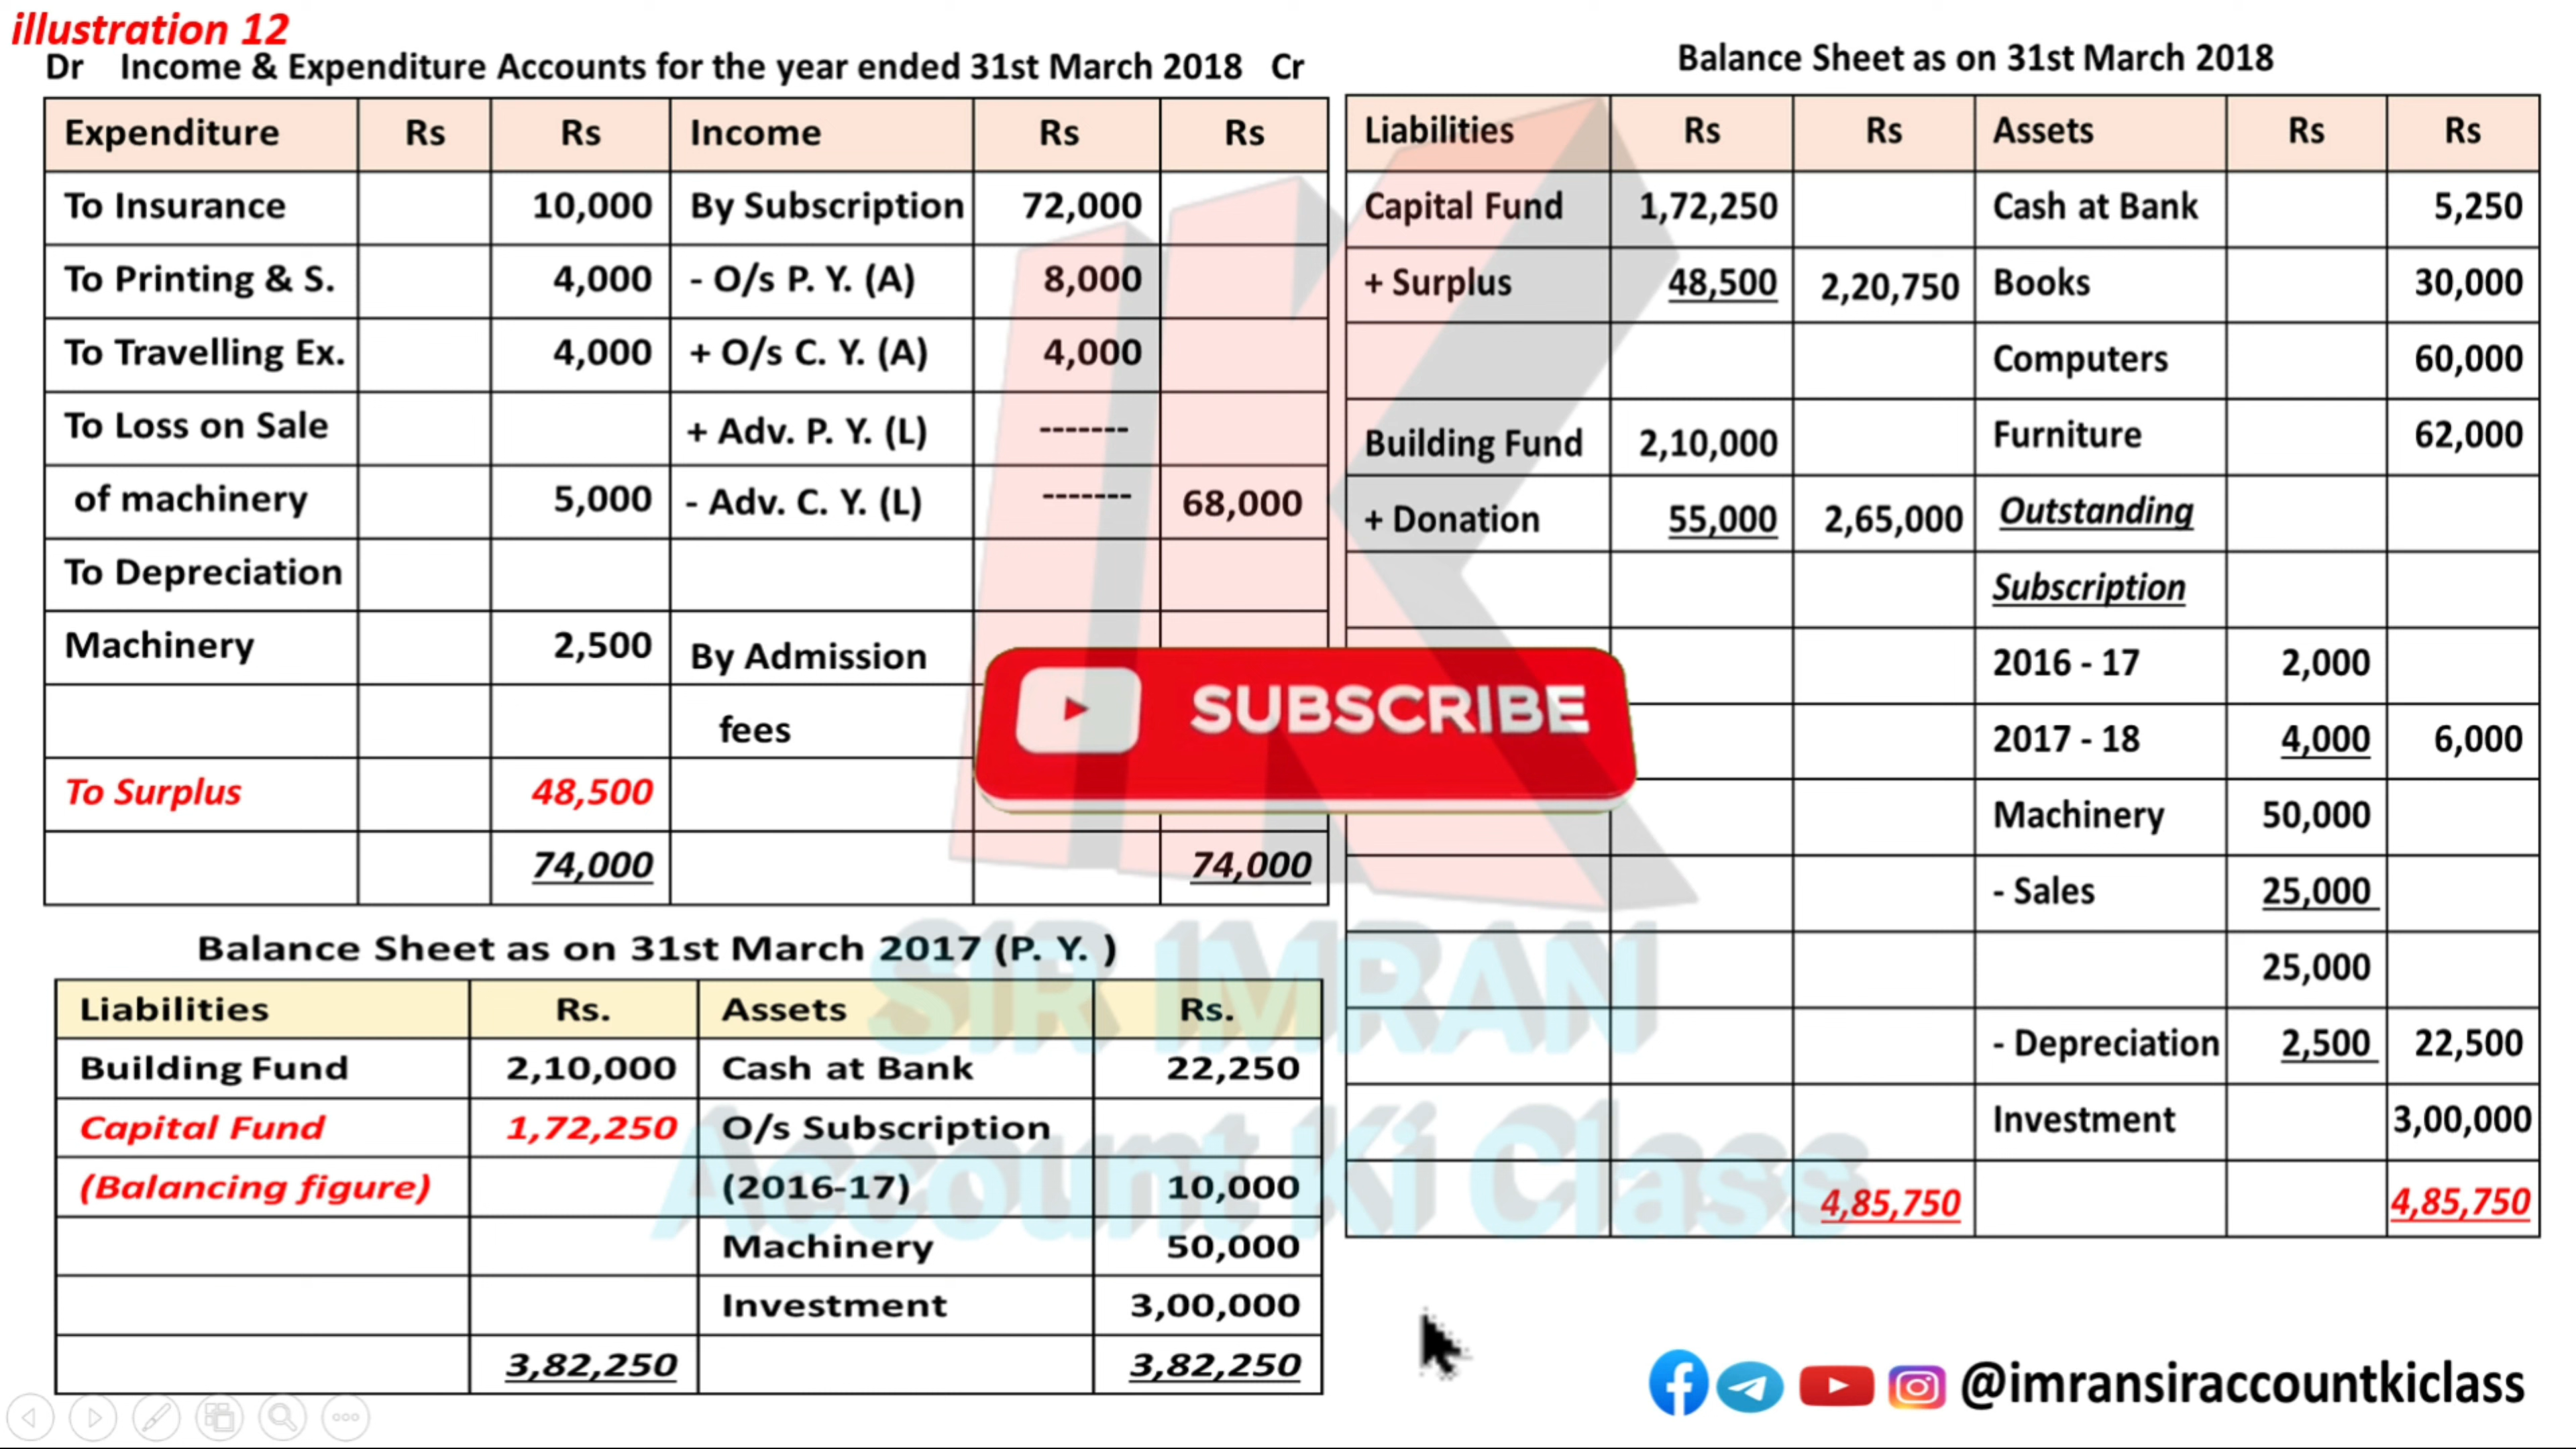 illustration 12
Dr Income & Expenditure Accounts for the year ended 31st March 2018 Cr
Expenditure Rs Rs Income Rs Rs
To Insurance 10,000 By Subscription 72,000
To Printing & S. 4,000 - O/s P. Y. (A) 8,000
To Travelling Ex. 4,000 + O/s C. Y. (A) 4,000
To Loss on Sale + Adv. P. Y. (L) -------
of machinery 5,000 - Adv. C. Y. (L) ------- 68,000
To Depreciation
Machinery 2,500 By Admission
fees
To Surplus 48,500
74,000 74,000
Balance Sheet as on 31st March 2017 (P. Y. )
Liabilities Rs. Assets Rs.
Building Fund 2,10,000 Cash at Bank 22,250
Capital Fund 1,72,250 O/s Subscription
(Balancing figure) (2016-17) 10,000
Machinery 50,000
Investment 3,00,000
3,82,250 3,82,250
Balance Sheet as on 31st March 2018
Liabilities Rs Rs Assets Rs Rs
Capital Fund 1,72,250 Cash at Bank 5,250
+ Surplus 48,500 2,20,750 Books 30,000
Computers 60,000
Building Fund 2,10,000 Furniture 62,000
+ Donation 55,000 2,65,000 Outstanding
Subscription
2016 - 17 2,000
2017 - 18 4,000 6,000
Machinery 50,000
- Sales 25,000
25,000
- Depreciation 2,500 22,500
Investment 3,00,000
4,85,750 4,85,750
SUBSCRIBE
SIR IMRAN
Account Ki Class
@imransiraccountkiclass